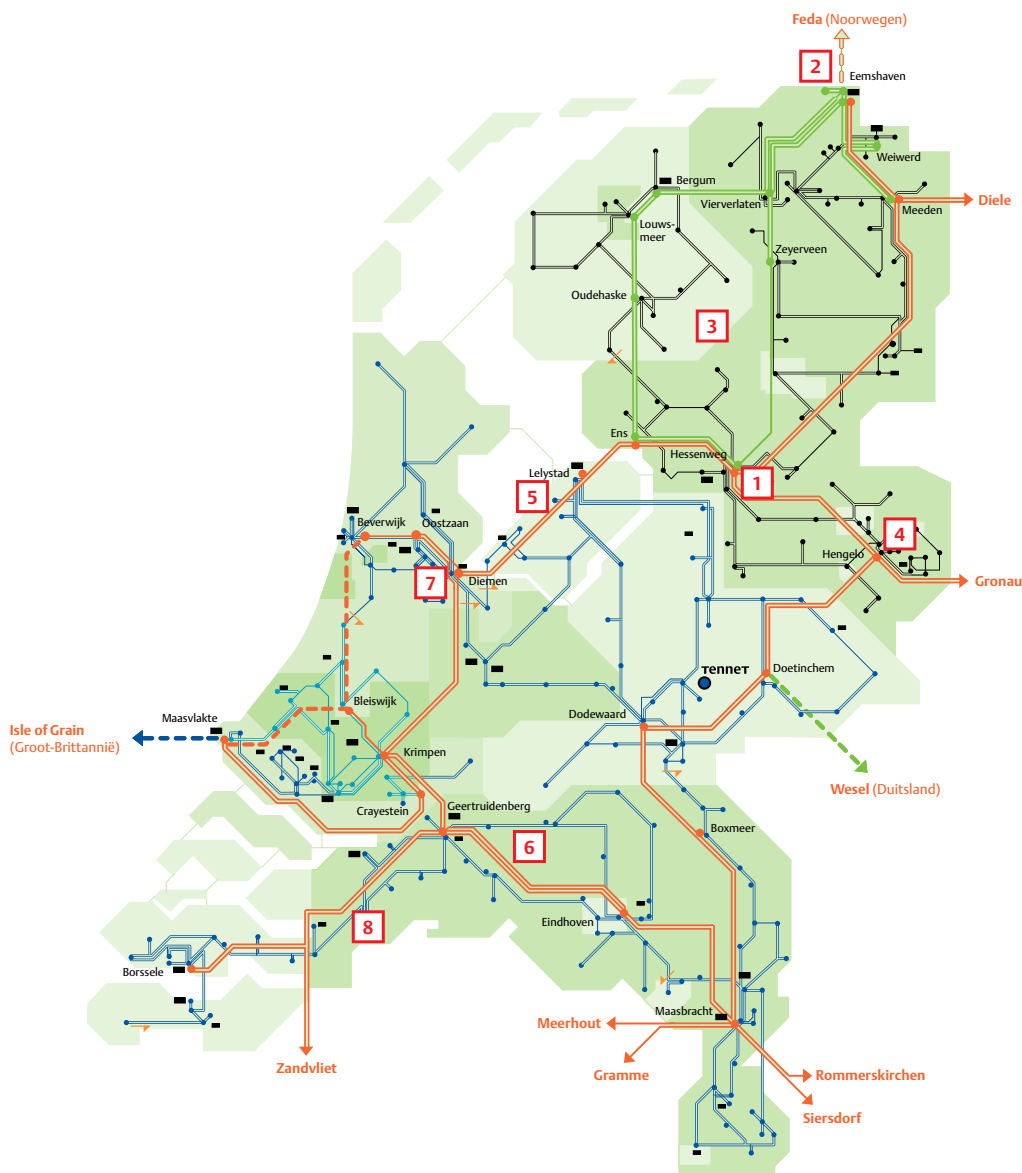 Feda (Noorwegen)
2
Eemshaven
Weiwerd
Bergum
Vierverlaten
Meeden
Diele
Louws-
meer
Zeyerveen
Oudehaske
3
Ens
Hessenweg
Lelystad
1
5
4
Beverwijk
Oostzaan
Hengelo
7
Diemen
Gronau
TenneT
Doetinchem
Bleiswijk
Maasvlakte
Dodewaard
Isle of Grain
(Groot-Brittannië)
Krimpen
Wesel (Duitsland)
Crayestein
Geertruidenberg
Boxmeer
6
Eindhoven
8
Borssele
Maasbracht
Meerhout
Zandvliet
Gramme
Rommerskirchen
Siersdorf